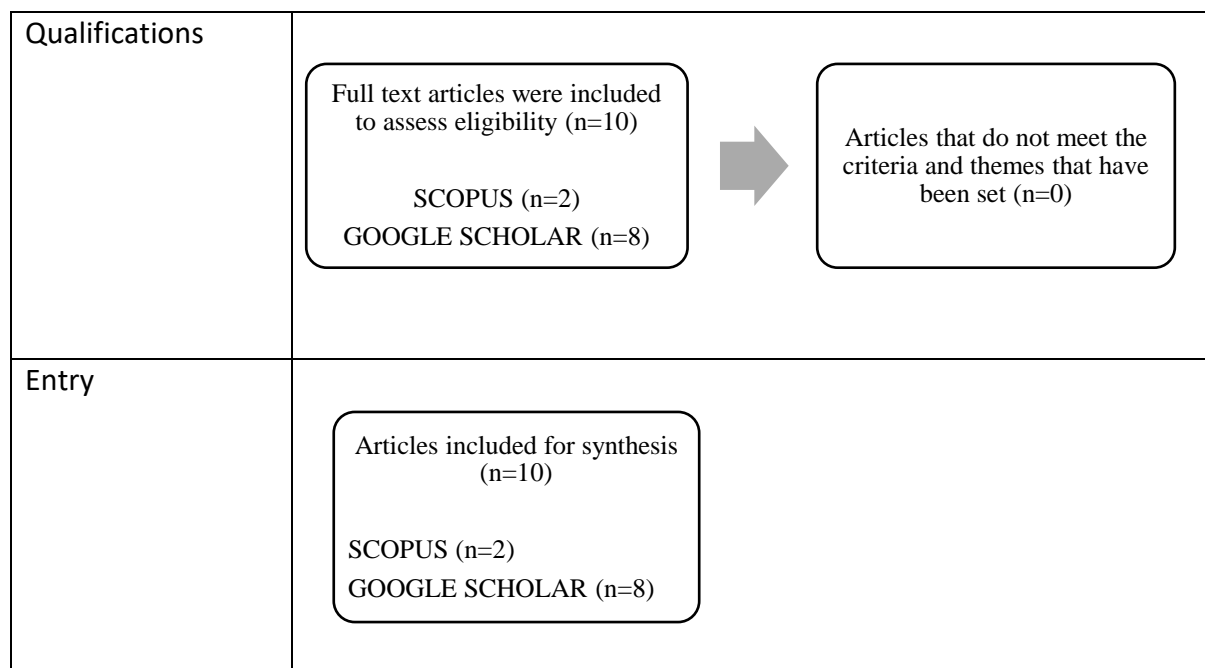 Qualifications
Full text articles were included
to assess eligibility (n=10)
SCOPUS (n=2)
GOOGLE SCHOLAR (n=8)
Articles that do not meet the
criteria and themes that have
been set (n=0)
Entry
Articles included for synthesis
(n=10)
SCOPUS (n=2)
GOOGLE SCHOLAR (n=8)